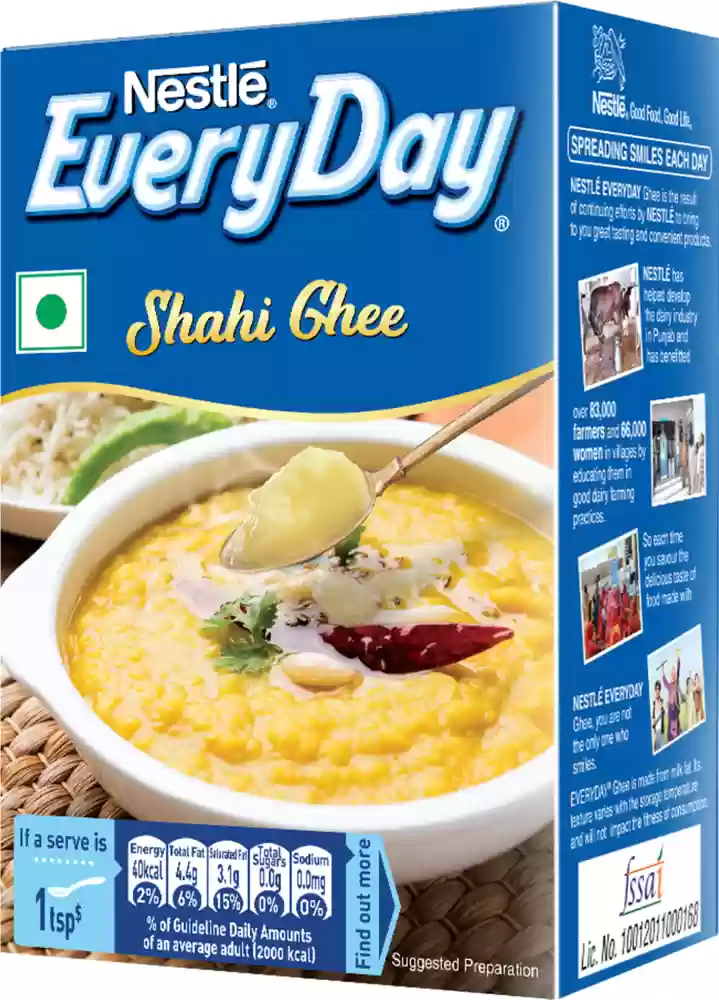 Nestlé®
EveryDay®
Shahi Ghee
If a serve is
1 tsp$
Energy
40kcal
2%
Total Fat
4.4g
6%
Saturated Fat
3.1g
15%
Total Sugars
0.0g
0%
Sodium
0.0mg
0%
% of Guideline Daily Amounts
of an average adult (2000 kcal)
Find out more
Suggested Preparation
Nestlé® Good Food, Good Life
SPREADING SMILES EACH DAY
NESTLÉ EVERYDAY Ghee is the result
of continuing efforts by NESTLÉ to bring
to you great tasting and convenient products.
NESTLÉ has
helped develop
the dairy industry
in Punjab and
has benefitted
over 83,000
farmers and 66,000
women in villages by
educating them in
good dairy farming
practices.
So each time
you savour the
delicious taste of
food made with
NESTLÉ EVERYDAY
Ghee, you are not
the only one who
smiles.
EVERYDAY® Ghee is made from milk fat. Its
texture varies with the storage temperature
and will not impact the fitness of consumption.
fssai
Lic. No. 10012011000168